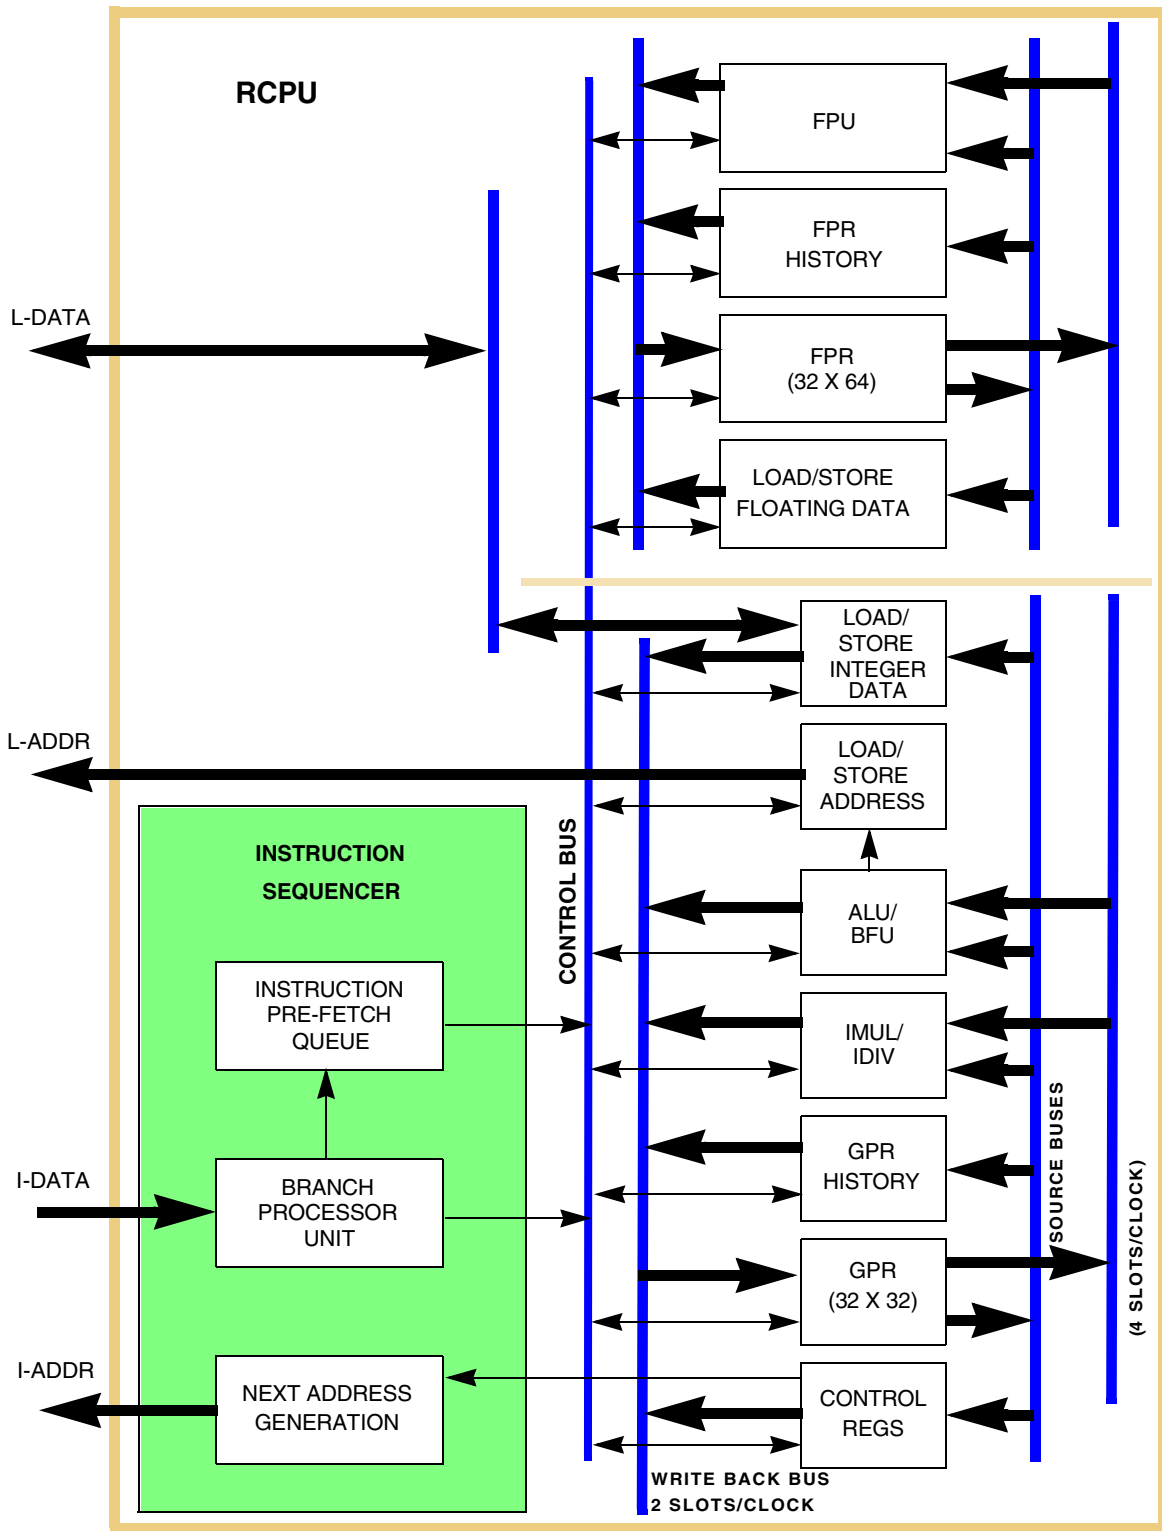 RCPU
FPU
FPR
HISTORY
L-DATA
FPR
(32 X 64)
LOAD/STORE
FLOATING DATA
LOAD/
STORE
INTEGER
DATA
L-ADDR
LOAD/
STORE
ADDRESS
INSTRUCTION
SEQUENCER
CONTROL BUS
ALU/
BFU
INSTRUCTION
PRE-FETCH
QUEUE
IMUL/
IDIV
SOURCE BUSES
(4 SLOTS/CLOCK)
GPR
HISTORY
I-DATA
BRANCH
PROCESSOR
UNIT
GPR
(32 X 32)
I-ADDR
NEXT ADDRESS
GENERATION
CONTROL
REGS
WRITE BACK BUS
2 SLOTS/CLOCK